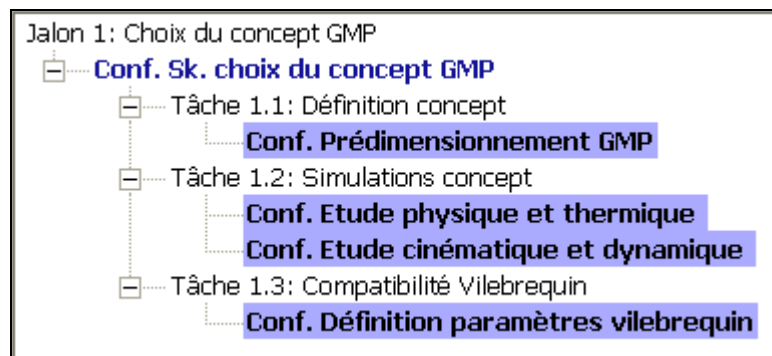 Jalon 1: Choix du concept GMP
Conf. Sk. choix du concept GMP
Tâche 1.1: Définition concept
Conf. Prédimensionnement GMP
Tâche 1.2: Simulations concept
Conf. Etude physique et thermique
Conf. Etude cinématique et dynamique
Tâche 1.3: Compatibilité Vilebrequin
Conf. Définition paramètres vilebrequin